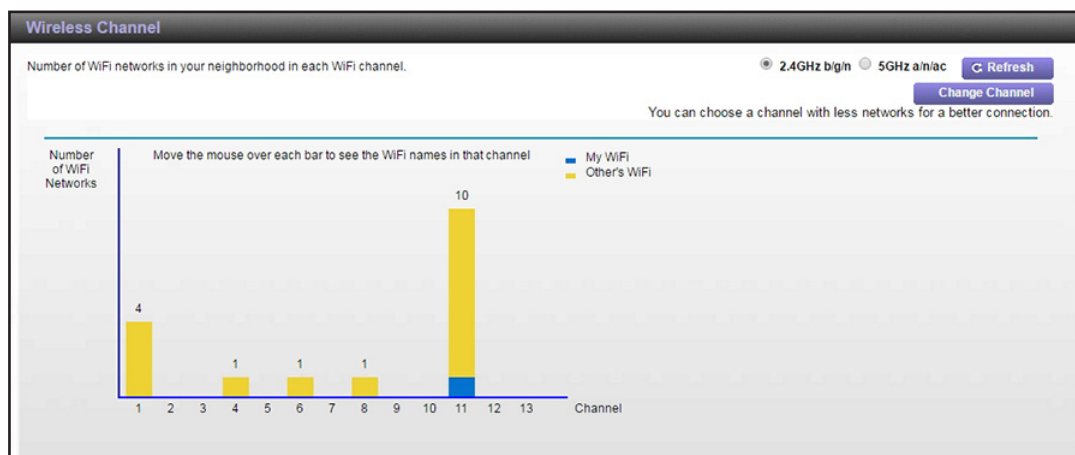 Wireless Channel
Number of WiFi networks in your neighborhood in each WiFi channel.
2.4GHz b/g/n 5GHz a/n/ac Refresh
Change Channel
You can choose a channel with less networks for a better connection.
Number
of WiFi
Networks
Move the mouse over each bar to see the WiFi names in that channel
My WiFi
Other's WiFi
10
4
1 1 1
1 2 3 4 5 6 7 8 9 10 11 12 13 Channel